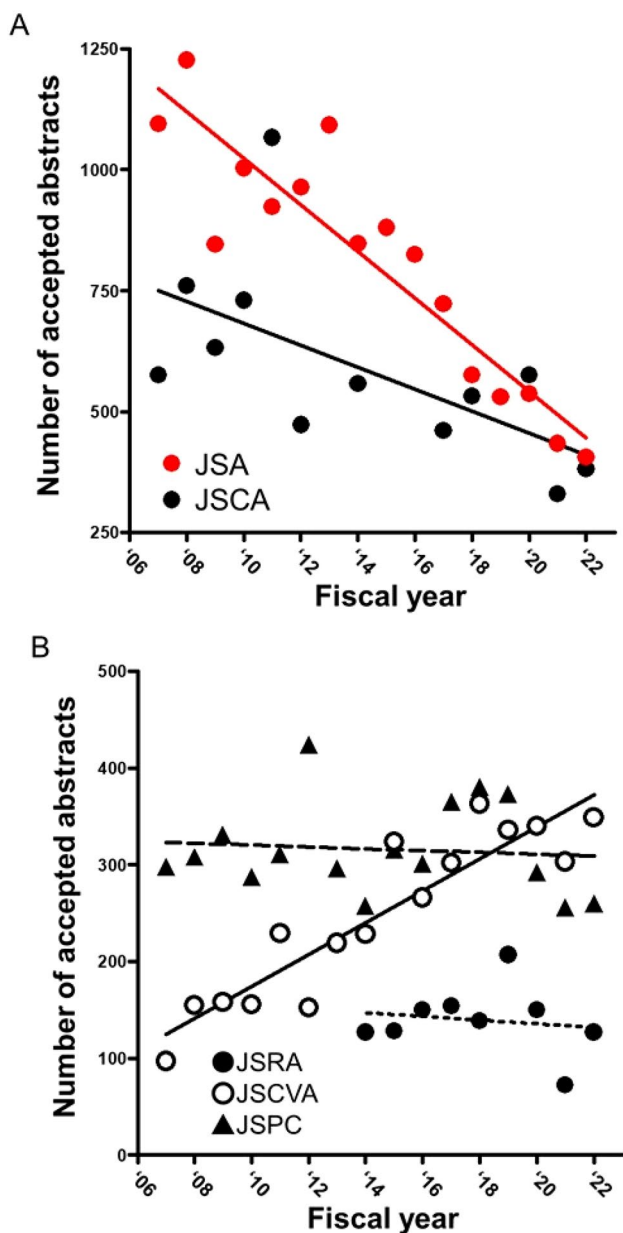 A
Number of accepted abstracts
1250
1000
750
500
250
JSA
JSCA
‘06
‘08
‘10
‘12
‘14
‘16
‘18
‘20
‘22
Fiscal year
B
Number of accepted abstracts
500
400
300
200
100
0
JSRA
JSCVA
JSPC
‘06
‘08
‘10
‘12
‘14
‘16
‘18
‘20
‘22
Fiscal year